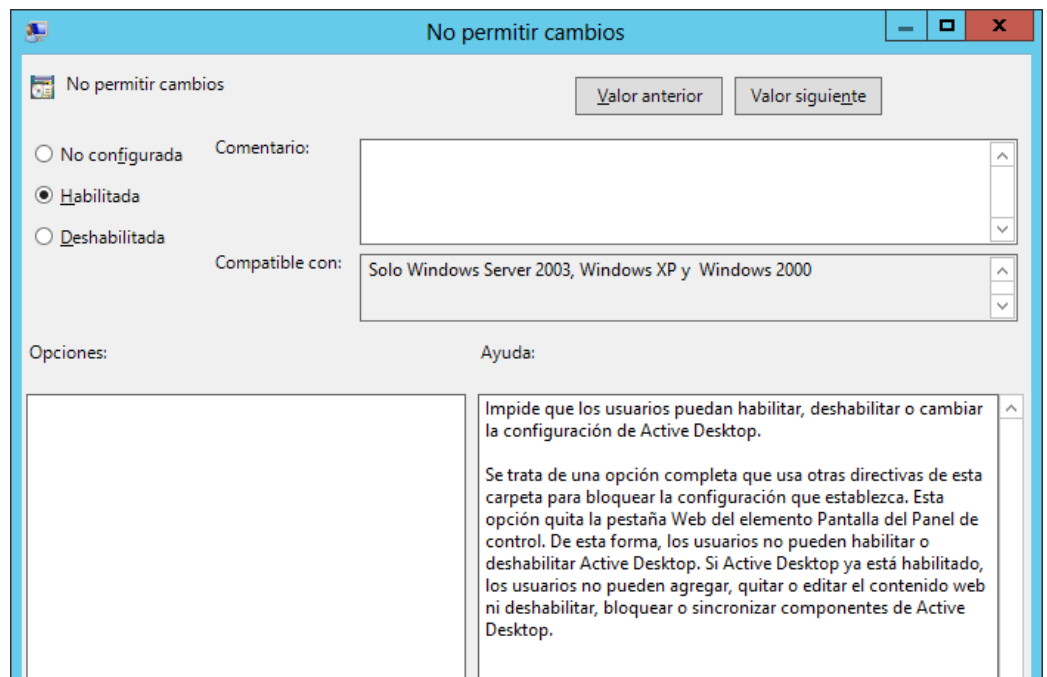 No permitir cambios
No permitir cambios
Valor anterior
Valor siguiente
No configurada
Comentario:
Habilitada
Deshabilitada
Compatible con:
Solo Windows Server 2003, Windows XP y  Windows 2000
Opciones:
Ayuda:
Impide que los usuarios puedan habilitar, deshabilitar o cambiar
la configuración de Active Desktop.
Se trata de una opción completa que usa otras directivas de esta
carpeta para bloquear la configuración que establezca. Esta
opción quita la pestaña Web del elemento Pantalla del Panel de
control. De esta forma, los usuarios no pueden habilitar o
deshabilitar Active Desktop. Si Active Desktop ya está habilitado,
los usuarios no pueden agregar, quitar o editar el contenido web
ni deshabilitar, bloquear o sincronizar componentes de Active
Desktop.